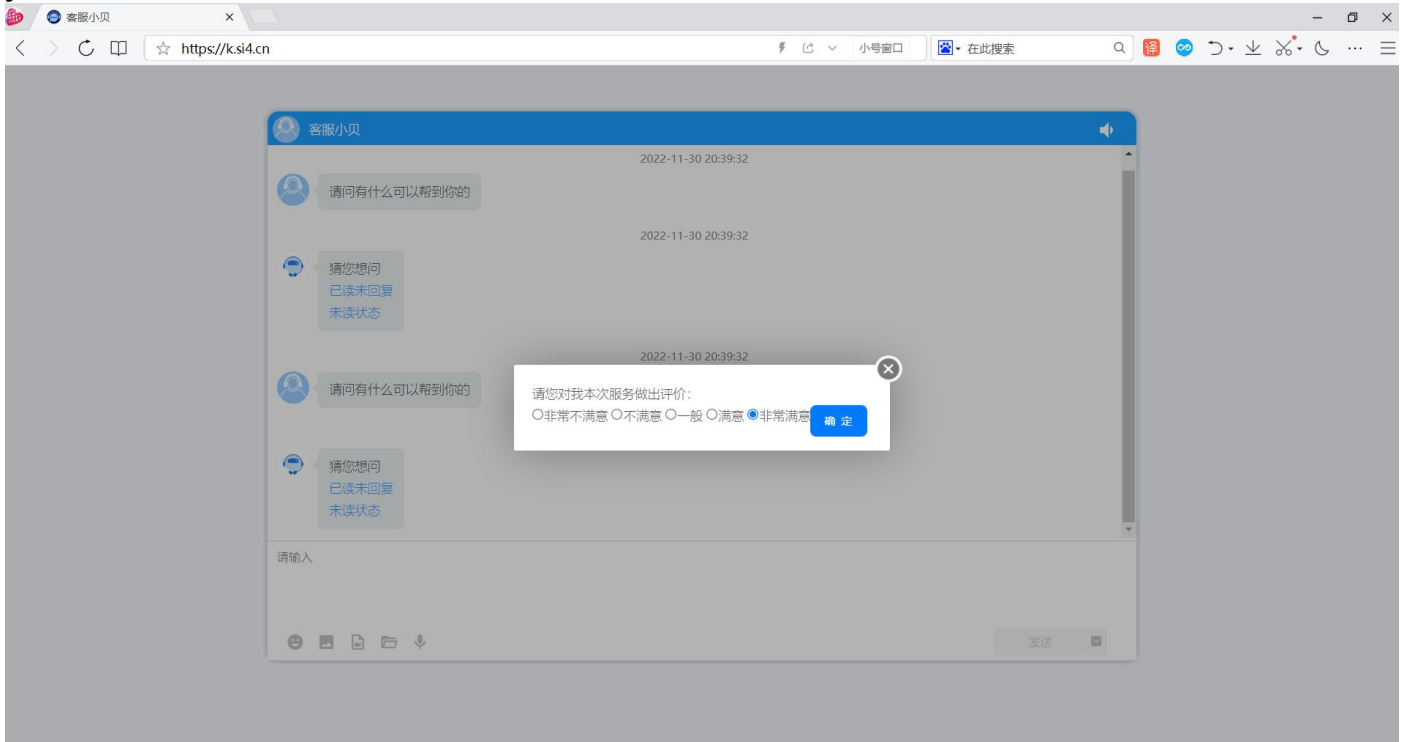 客服小贝
https://k.si4.cn
小号窗口
在此搜索
译
客服小贝
2022-11-30 20:39:32
请问有什么可以帮到你的
2022-11-30 20:39:32
猜您想问
已读未回复
未读状态
2022-11-30 20:39:32
请问有什么可以帮到你的
请您对我本次服务做出评价:
非常不满意 不满意 一般 满意 非常满意 确 定
猜您想问
已读未回复
未读状态
请输入
发送